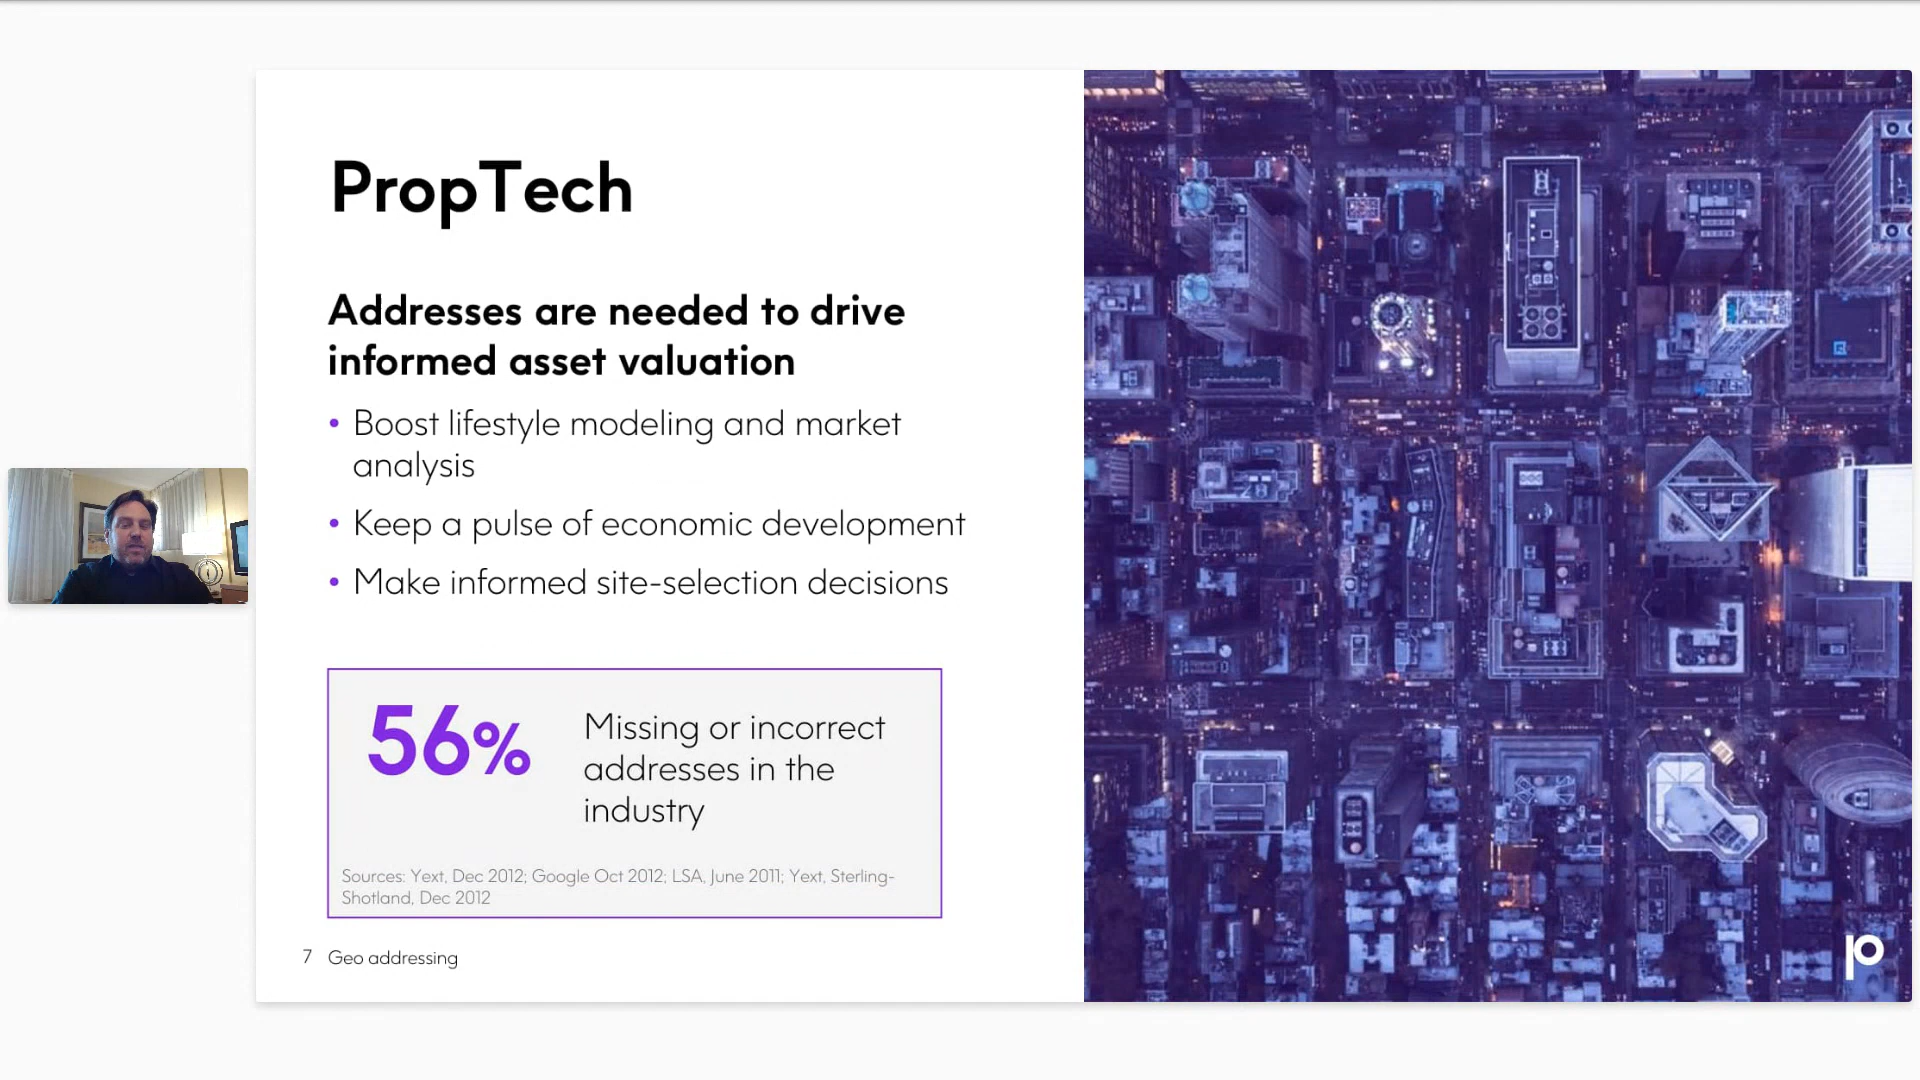 PropTech
Addresses are needed to drive
informed asset valuation
• Boost lifestyle modeling and market
analysis
• Keep a pulse of economic development
• Make informed site-selection decisions
56%
Missing or incorrect
addresses in the
industry
Sources: Yext, Dec 2012; Google Oct 2012; LSA, June 2011; Yext, Sterling-
Shotland, Dec 2012
7 Geo addressing